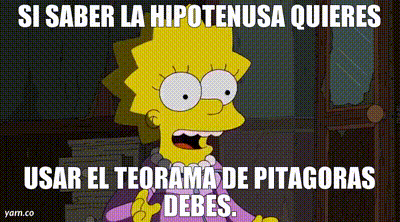 SI SABER LA HIPOTENUSA QUIERES
USAR EL TEORAMA DE PITAGORAS
DEBES.
yarn.co